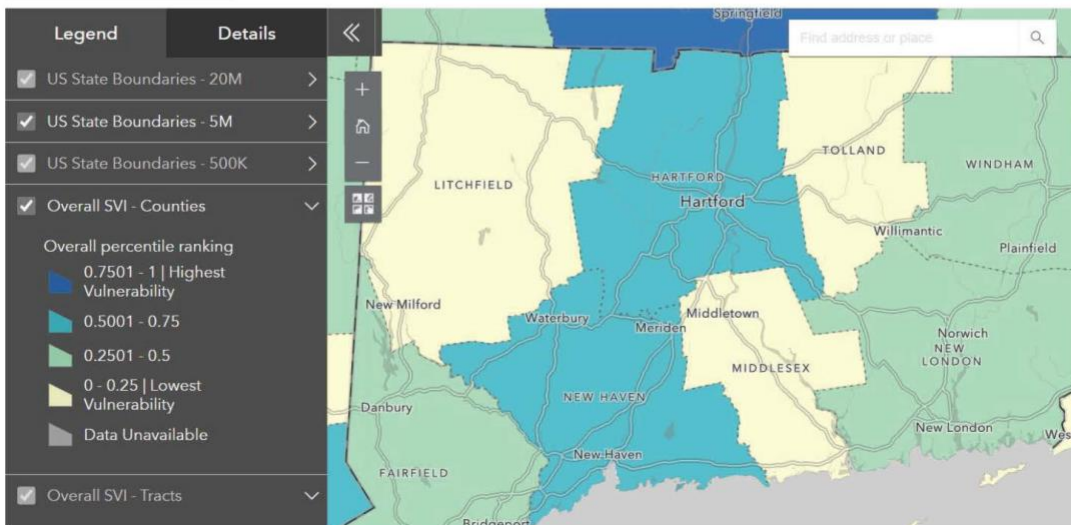 Legend
Details
US State Boundaries - 20M
US State Boundaries - 5M
US State Boundaries - 500K
Overall SVI - Counties
Overall percentile ranking
0.7501 - 1 | Highest
Vulnerability
0.5001 - 0.75
0.2501 - 0.5
0 - 0.25 | Lowest
Vulnerability
Data Unavailable
Overall SVI - Tracts
Find address or place
Springfield
TOLLAND
WINDHAM
LITCHFIELD
HARTFORD
Hartford
Willimantic
Plainfield
New Milford
Waterbury
Meriden
Middletown
Norwich
NEW
LONDON
MIDDLESEX
NEW HAVEN
Danbury
New London
Wes
New Haven
FAIRFIELD
Bridgeport